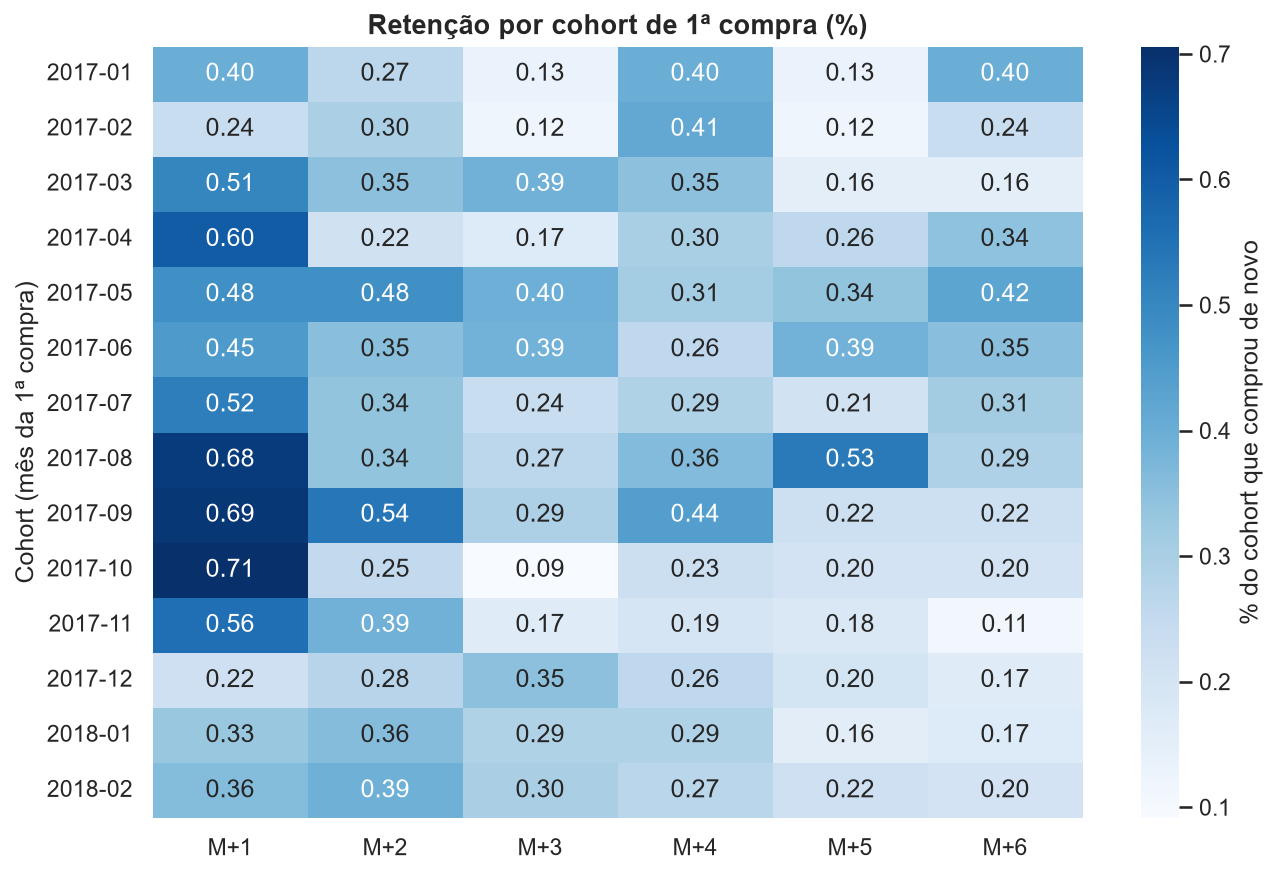 Retenção por cohort de 1ª compra (%)
Cohort (mês da 1ª compra)
2017-01 0.40 0.27 0.13 0.40 0.13 0.40
2017-02 0.24 0.30 0.12 0.41 0.12 0.24
2017-03 0.51 0.35 0.39 0.35 0.16 0.16
2017-04 0.60 0.22 0.17 0.30 0.26 0.34
2017-05 0.48 0.48 0.40 0.31 0.34 0.42
2017-06 0.45 0.35 0.39 0.26 0.39 0.35
2017-07 0.52 0.34 0.24 0.29 0.21 0.31
2017-08 0.68 0.34 0.27 0.36 0.53 0.29
2017-09 0.69 0.54 0.29 0.44 0.22 0.22
2017-10 0.71 0.25 0.09 0.23 0.20 0.20
2017-11 0.56 0.39 0.17 0.19 0.18 0.11
2017-12 0.22 0.28 0.35 0.26 0.20 0.17
2018-01 0.33 0.36 0.29 0.29 0.16 0.17
2018-02 0.36 0.39 0.30 0.27 0.22 0.20
M+1 M+2 M+3 M+4 M+5 M+6
0.7
0.6
0.5
0.4
0.3
0.2
0.1
% do cohort que comprou de novo